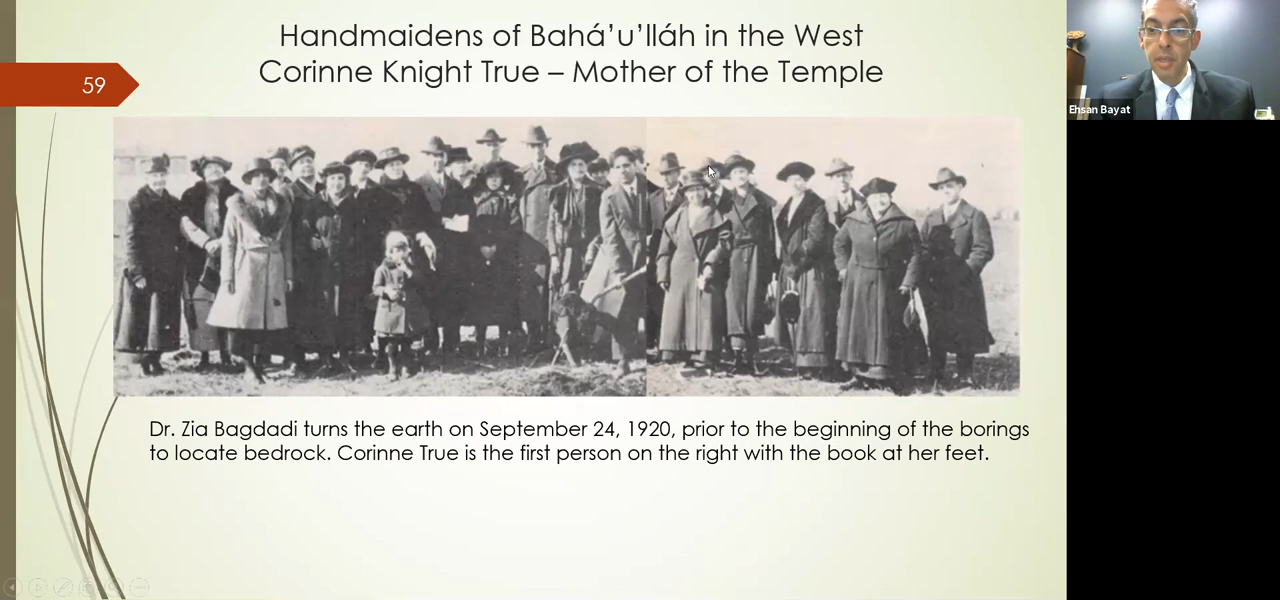 Handmaidens of Bahá’u’lláh in the West
Corinne Knight True – Mother of the Temple
59
Ehsan Bayat
Dr. Zia Bagdadi turns the earth on September 24, 1920, prior to the beginning of the borings
to locate bedrock. Corinne True is the first person on the right with the book at her feet.